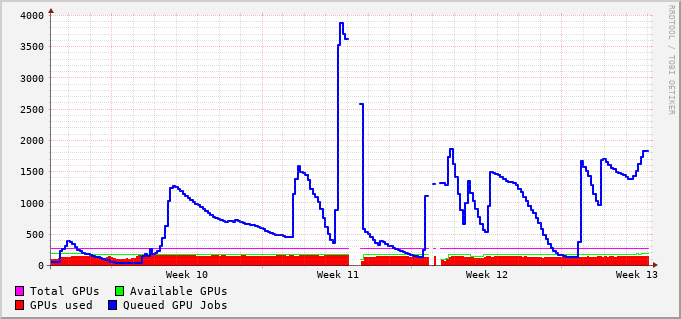 4000
3500
3000
2500
2000
1500
1000
500
0
Week 10 Week 11 Week 12 Week 13
Total GPUs Available GPUs
GPUs used Queued GPU Jobs
RRDTOOL / TOBI OETIKER